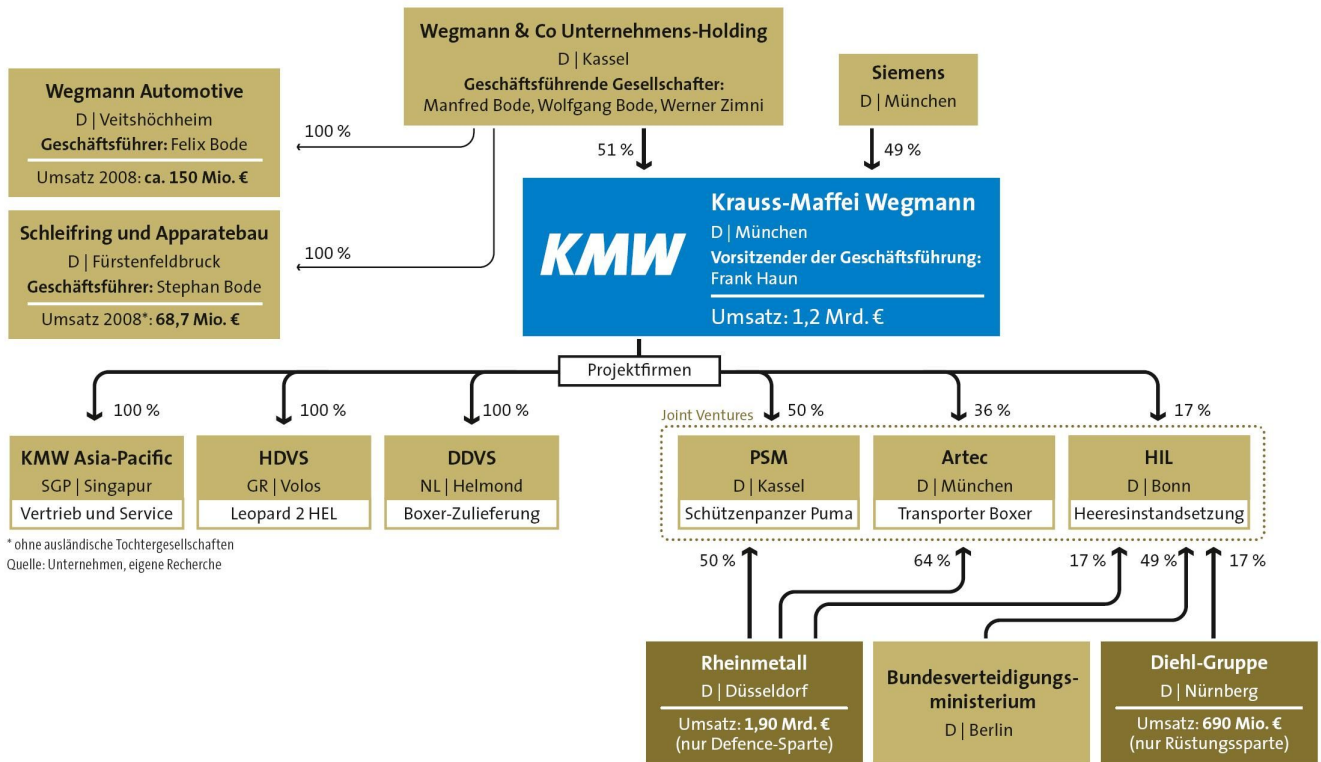 Wegmann & Co Unternehmens-Holding
D | Kassel
Geschäftsführende Gesellschafter:
Manfred Bode, Wolfgang Bode, Werner Zimni
Siemens
D | München
Wegmann Automotive
D | Veitshöchheim
Geschäftsführer: Felix Bode
Umsatz 2008: ca. 150 Mio. €
100 %
51 %
49 %
Schleifring und Apparatebau
D | Fürstenfeldbruck
Geschäftsführer: Stephan Bode
Umsatz 2008*: 68,7 Mio. €
100 %
KMW
Krauss-Maffei Wegmann
D | München
Vorsitzender der Geschäftsführung:
Frank Haun
Umsatz: 1,2 Mrd. €
Projektfirmen
100 %
100 %
100 %
Joint Ventures
50 %
36 %
17 %
KMW Asia-Pacific
SGP | Singapur
Vertrieb und Service
HDVS
GR | Volos
Leopard 2 HEL
DDVS
NL | Helmond
Boxer-Zulieferung
PSM
D | Kassel
Schützenpanzer Puma
Artec
D | München
Transporter Boxer
HIL
D | Bonn
Heeresinstandsetzung
* ohne ausländische Tochtergesellschaften
Quelle: Unternehmen, eigene Recherche
50 %
64 %
17 %
49 %
17 %
Rheinmetall
D | Düsseldorf
Umsatz: 1,90 Mrd. €
(nur Defence-Sparte)
Bundesverteidigungs-
ministerium
D | Berlin
Diehl-Gruppe
D | Nürnberg
Umsatz: 690 Mio. €
(nur Rüstungssparte)